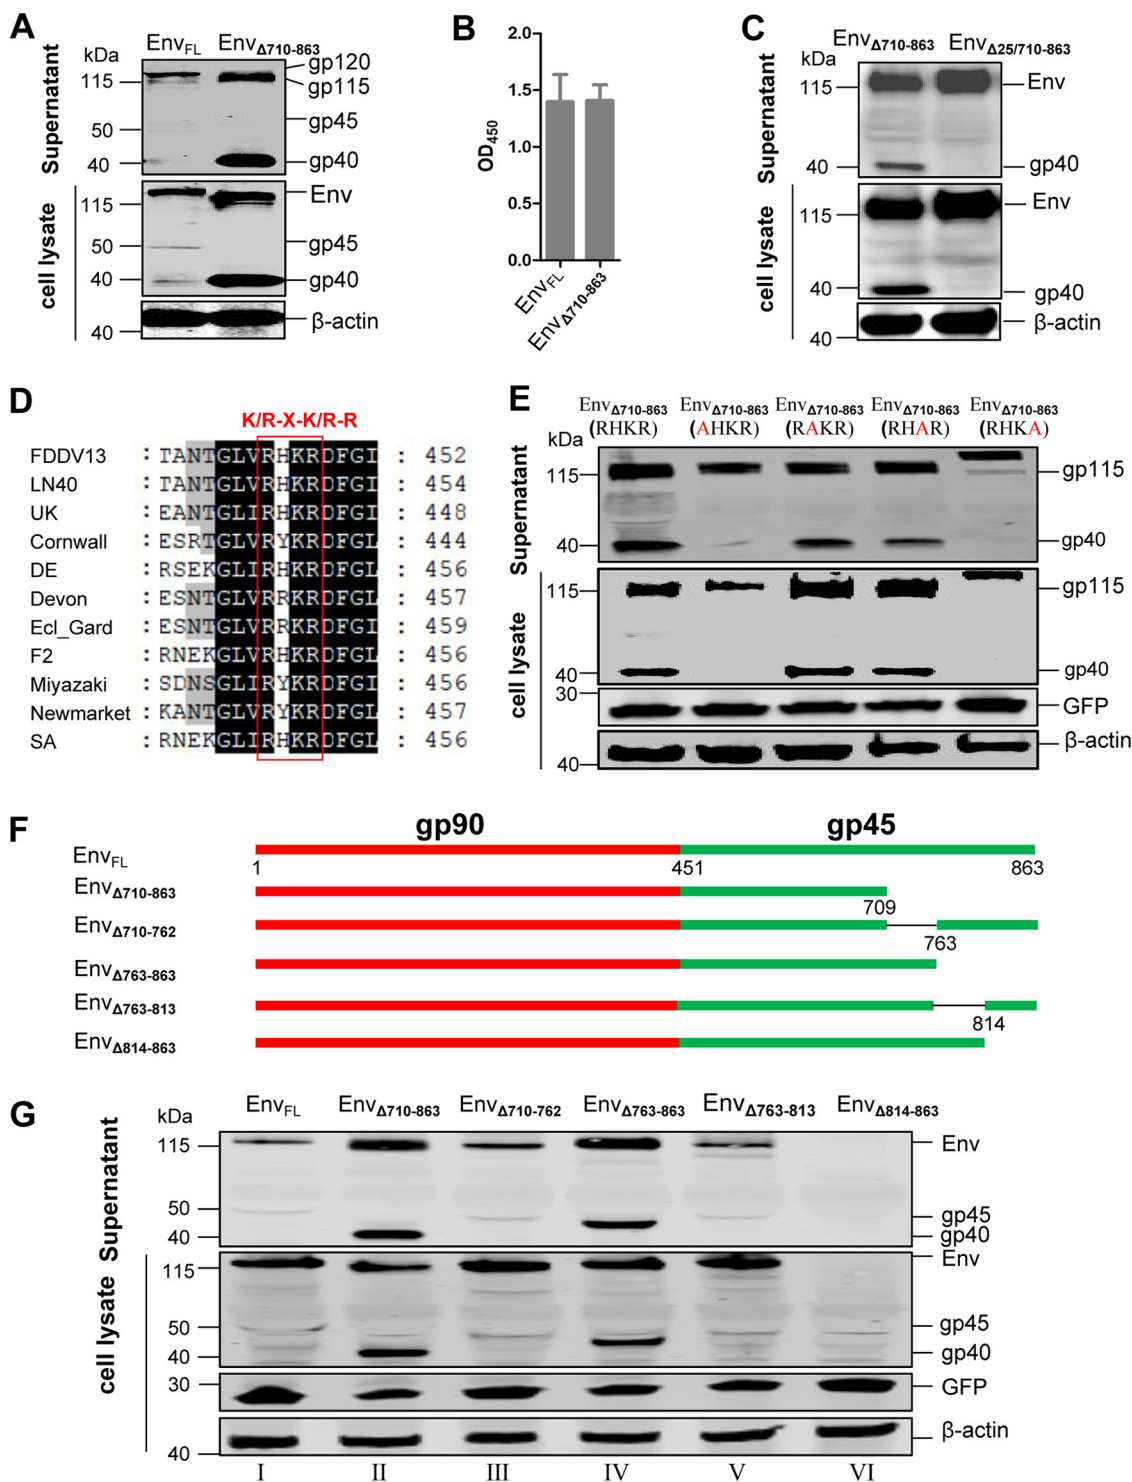 A
Supernatant
cell lysate
kDa
EnvFL
EnvΔ710-863
115
50
40
gp120
gp115
gp45
gp40
115
50
40
Env
gp45
gp40
40
β-actin
B
OD450
2.0
1.5
1.0
0.5
0.0
EnvFL
EnvΔ710-863
C
Supernatant
cell lysate
EnvΔ710-863
EnvΔ25/710-863
kDa
115
40
Env
gp40
115
40
Env
gp40
40
β-actin
D
K/R-X-K/R-R
FDDV13 : TANTGLVRHKRDFGI : 452
LN40 : TANTGLVRHKRDFGI : 454
UK : EANTGLIRHKRDFGI : 448
Cornwall : ESRTGLVRYKRDFGL : 444
DE : RSEKGLIRHKRDFGL : 456
Devon : ESNTGLVRRKRDFGL : 457
Ecl_Gard : ESNTGLVRRKRDFGL : 459
F2 : RNEKGLVRHKRDFGL : 456
Miyazaki : SDNSGLIRYKRDFGL : 456
Newmarket : KANTGLVRYKRDFGL : 457
SA : RNEKGLIRHKRDFGL : 456
E
Supernatant
cell lysate
EnvΔ710-863 EnvΔ710-863 EnvΔ710-863 EnvΔ710-863 EnvΔ710-863
(RHKR) (AHKR) (RAKR) (RHAR) (RHKA)
kDa
115
40
gp115
gp40
115
40
gp115
gp40
30
GFP
40
β-actin
F
gp90 gp45
EnvFL
1 451 863
EnvΔ710-863
709
EnvΔ710-762
763
EnvΔ763-863
EnvΔ763-813
814
EnvΔ814-863
G
Supernatant
cell lysate
kDa
EnvFL EnvΔ710-863 EnvΔ710-762 EnvΔ763-863 EnvΔ763-813 EnvΔ814-863
115
50
40
Env
gp45
gp40
115
50
40
Env
gp45
gp40
30
GFP
40
β-actin
I II III IV V VI